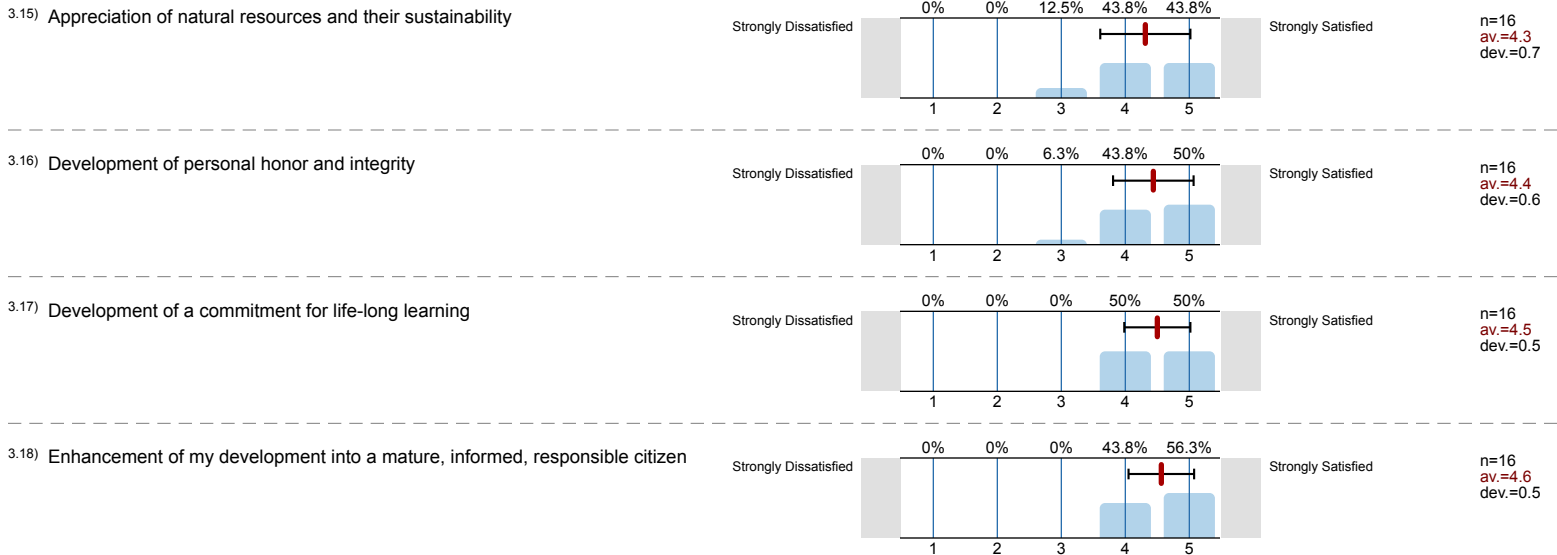 3.15) Appreciation of natural resources and their sustainability
0% 0% 12.5% 43.8% 43.8%
Strongly Dissatisfied Strongly Satisfied
n=16
av.=4.3
dev.=0.7
1 2 3 4 5
3.16) Development of personal honor and integrity
0% 0% 6.3% 43.8% 50%
Strongly Dissatisfied Strongly Satisfied
n=16
av.=4.4
dev.=0.6
1 2 3 4 5
3.17) Development of a commitment for life-long learning
0% 0% 0% 50% 50%
Strongly Dissatisfied Strongly Satisfied
n=16
av.=4.5
dev.=0.5
1 2 3 4 5
3.18) Enhancement of my development into a mature, informed, responsible citizen
0% 0% 0% 43.8% 56.3%
Strongly Dissatisfied Strongly Satisfied
n=16
av.=4.6
dev.=0.5
1 2 3 4 5